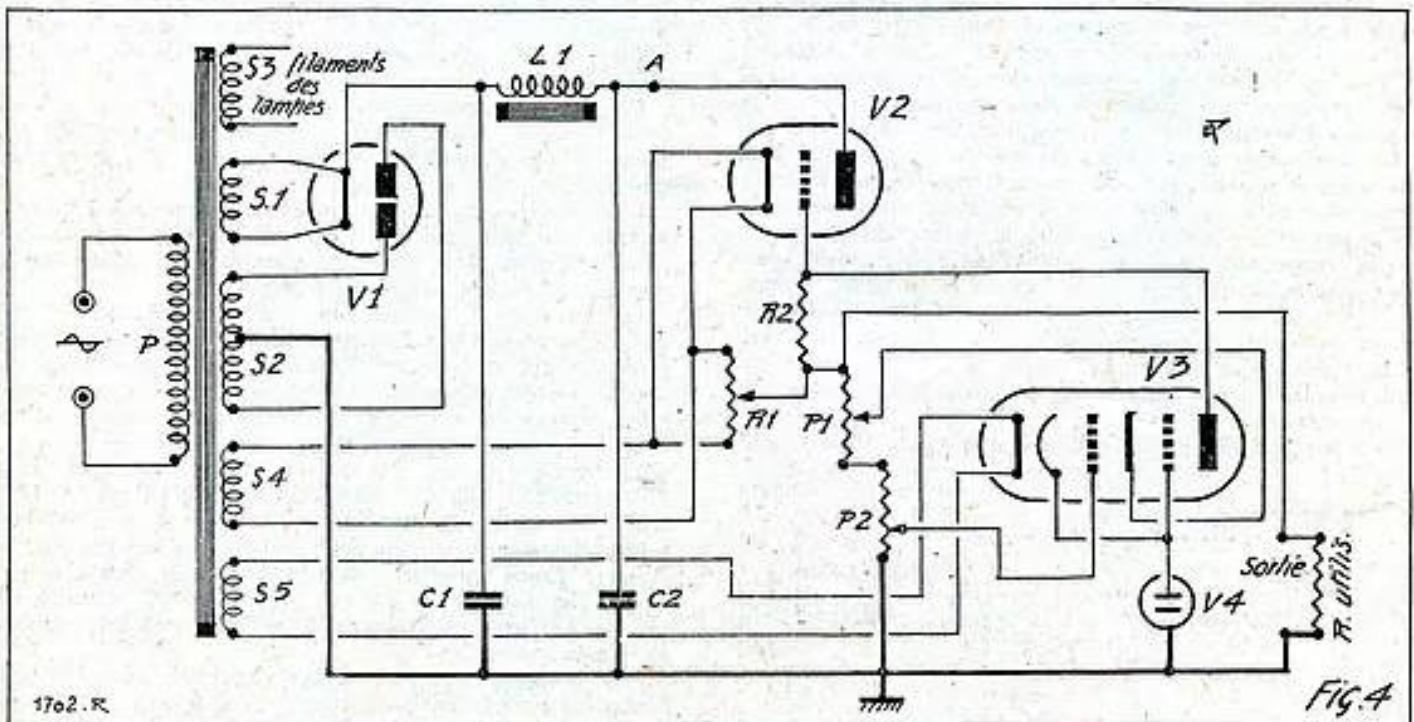 S3 filaments
des
lampes
L1
A
V2
S.1
V1
P
S2
R2
R1
P1
V3
S4
P2
S5
C1
C2
V4
Sortie
R. utilis.
1702.R
Fig.4